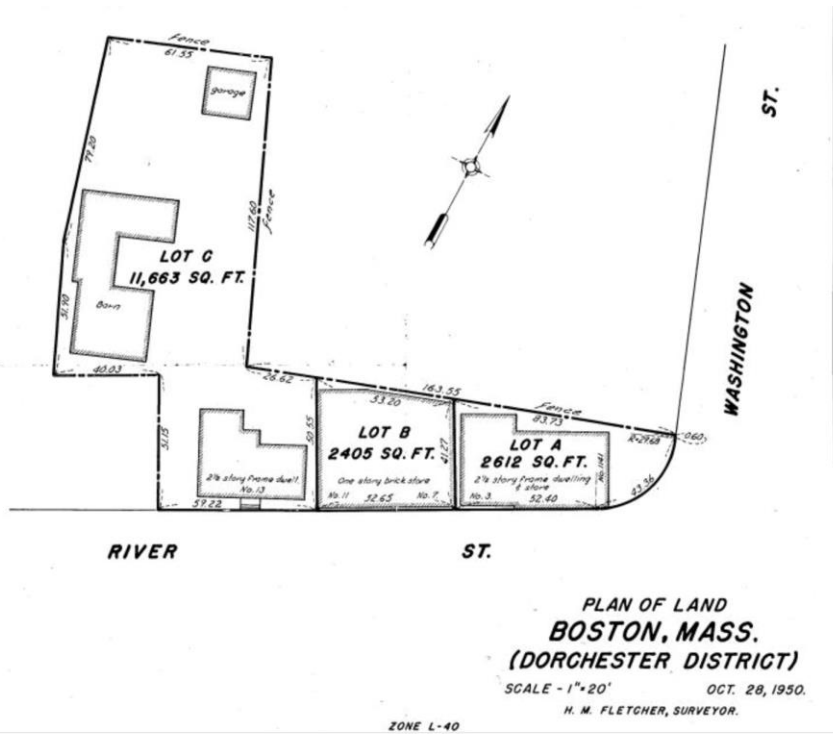 Fence
61.55
garage
ST.
79.20
117.60
Fence
LOT C
11,663 SQ. FT.
51.90
Barn
WASHINGTON
40.03
26.62
163.55
53.20
Fence
83.73
R=29.68
0.60
51.15
50.55
LOT B
2405 SQ. FT.
41.27
LOT A
2612 SQ. FT.
No. 1141
43.36
2½ story frame dwell.
No. 13
One story brick store
No. 11
52.65
No. 7
2½ story frame dwelling
& store
No. 3
52.40
59.22
RIVER ST.
PLAN OF LAND
BOSTON, MASS.
(DORCHESTER DISTRICT)
SCALE - 1"=20' OCT. 28, 1950.
H. M. FLETCHER, SURVEYOR.
ZONE L-40